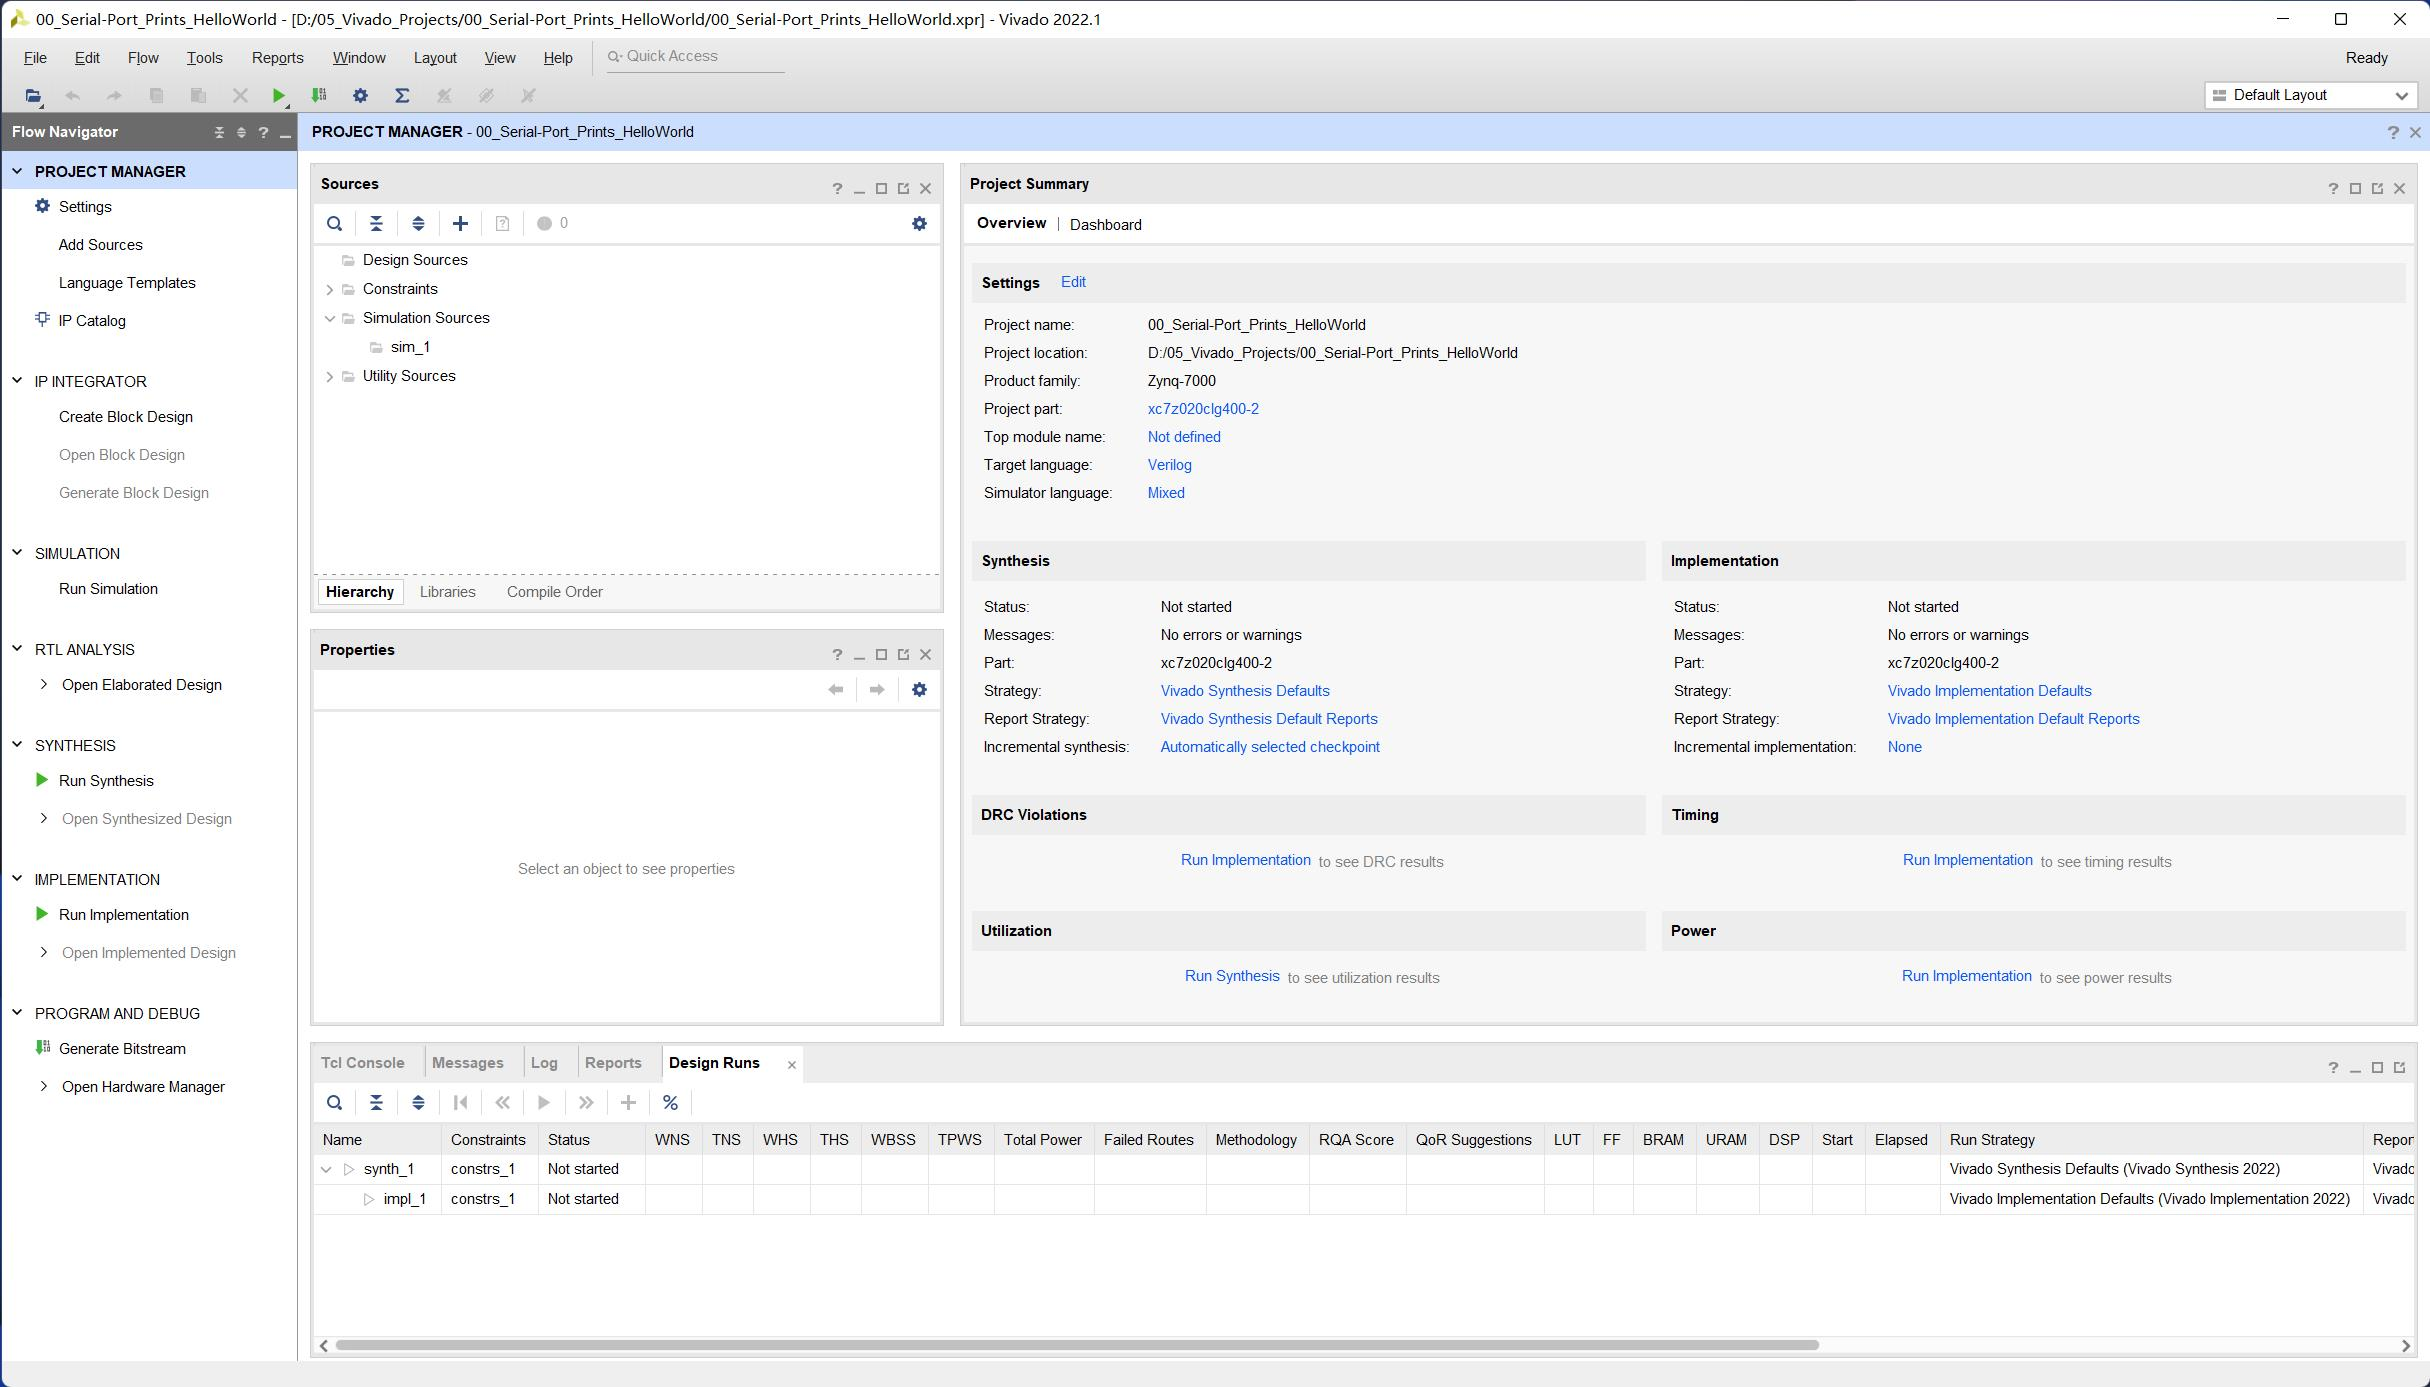 00_Serial-Port_Prints_HelloWorld - [D:/05_Vivado_Projects/00_Serial-Port_Prints_HelloWorld/00_Serial-Port_Prints_HelloWorld.xpr] - Vivado 2022.1
File Edit Flow Tools Reports Window Layout View Help Quick Access Ready
Default Layout
Flow Navigator
PROJECT MANAGER
Settings
Add Sources
Language Templates
IP Catalog
IP INTEGRATOR
Create Block Design
Open Block Design
Generate Block Design
SIMULATION
Run Simulation
RTL ANALYSIS
Open Elaborated Design
SYNTHESIS
Run Synthesis
Open Synthesized Design
IMPLEMENTATION
Run Implementation
Open Implemented Design
PROGRAM AND DEBUG
Generate Bitstream
Open Hardware Manager
PROJECT MANAGER - 00_Serial-Port_Prints_HelloWorld
Sources
0
Design Sources
Constraints
Simulation Sources
sim_1
Utility Sources
Hierarchy Libraries Compile Order
Properties
Select an object to see properties
Project Summary
Overview | Dashboard
Settings Edit
Project name: 00_Serial-Port_Prints_HelloWorld
Project location: D:/05_Vivado_Projects/00_Serial-Port_Prints_HelloWorld
Product family: Zynq-7000
Project part: xc7z020clg400-2
Top module name: Not defined
Target language: Verilog
Simulator language: Mixed
Synthesis
Status: Not started
Messages: No errors or warnings
Part: xc7z020clg400-2
Strategy: Vivado Synthesis Defaults
Report Strategy: Vivado Synthesis Default Reports
Incremental synthesis: Automatically selected checkpoint
Implementation
Status: Not started
Messages: No errors or warnings
Part: xc7z020clg400-2
Strategy: Vivado Implementation Defaults
Report Strategy: Vivado Implementation Default Reports
Incremental implementation: None
DRC Violations
Run Implementation to see DRC results
Timing
Run Implementation to see timing results
Utilization
Run Synthesis to see utilization results
Power
Run Implementation to see power results
Tcl Console Messages Log Reports Design Runs
Name Constraints Status WNS TNS WHS THS WBSS TPWS Total Power Failed Routes Methodology RQA Score QoR Suggestions LUT FF BRAM URAM DSP Start Elapsed Run Strategy Repor
synth_1 constrs_1 Not started Vivado Synthesis Defaults (Vivado Synthesis 2022) Vivado
impl_1 constrs_1 Not started Vivado Implementation Defaults (Vivado Implementation 2022) Vivado